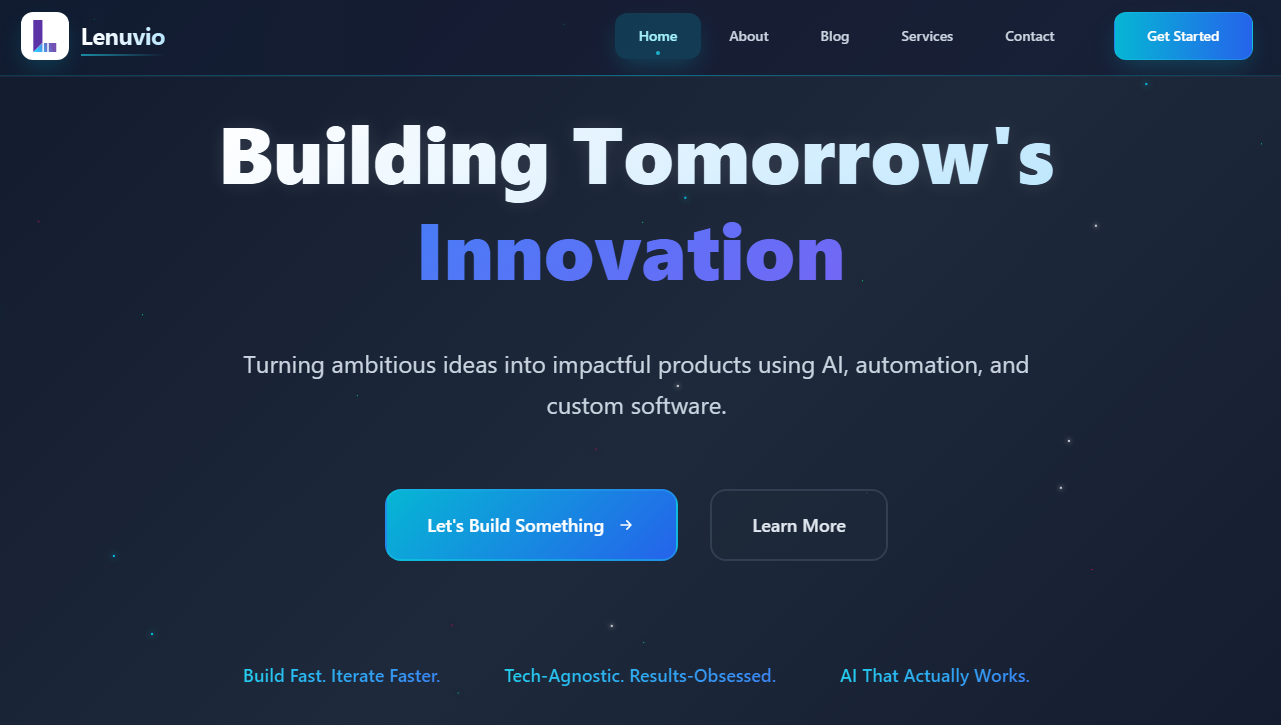 Lenuvio
Home
About
Blog
Services
Contact
Get Started
Building Tomorrow's
Innovation
Turning ambitious ideas into impactful products using AI, automation, and
custom software.
Let's Build Something →
Learn More
Build Fast. Iterate Faster.
Tech-Agnostic. Results-Obsessed.
AI That Actually Works.